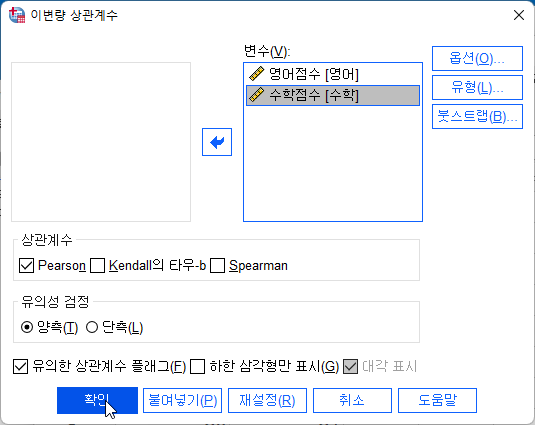 이변량 상관계수
변수(V):
영어점수 [영어]
수학점수 [수학]
옵션(O)...
유형(L)...
붓스트랩(B)...
상관계수
Pearson Kendall의 타우-b Spearman
유의성 검정
양측(T) 단측(L)
유의한 상관계수 플래그(F) 하한 삼각형만 표시(G) 대각 표시
확인 붙여넣기(P) 재설정(R) 취소 도움말